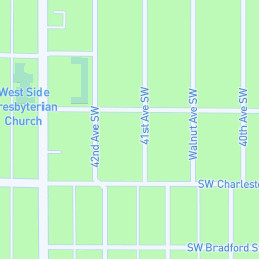 West Side
Presbyterian
Church
42nd Ave SW
41st Ave SW
Walnut Ave SW
40th Ave SW
SW Charlest
SW Bradford S